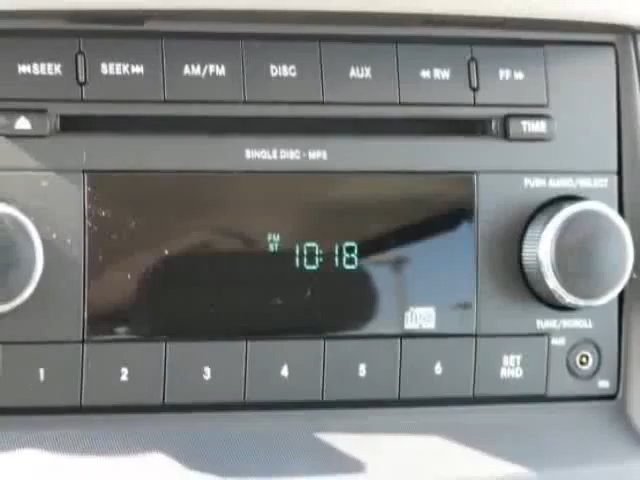 ⏮SEEK SEEK⏭ AM/FM DISC AUX ◀◀RW FF▶▶
TIME
SINGLE DISC - MP3
PUSH AUDIO/SELECT
FM
ST 10:18
disc
TUNE/SCROLL
1 2 3 4 5 6 SET
RND
AUX